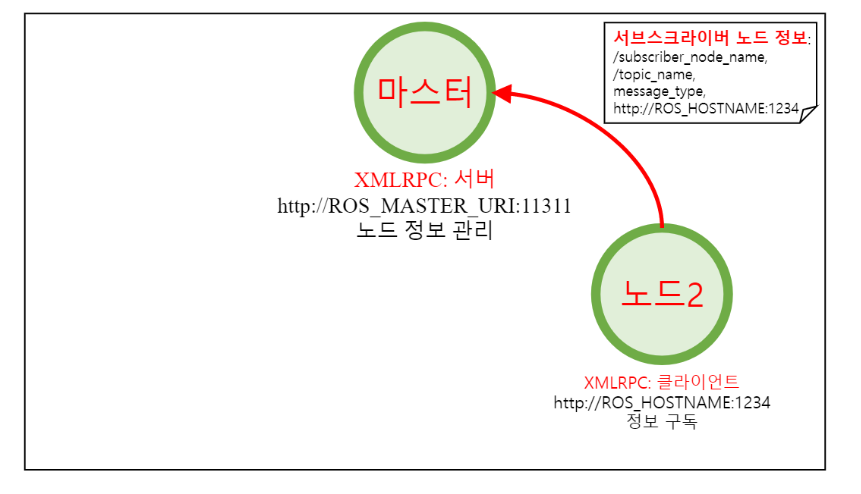 서브스크라이버 노드 정보:
/subscriber_node_name,
/topic_name,
message_type,
http://ROS_HOSTNAME:1234
마스터
XMLRPC: 서버
http://ROS_MASTER_URI:11311
노드 정보 관리
노드2
XMLRPC: 클라이언트
http://ROS_HOSTNAME:1234
정보 구독